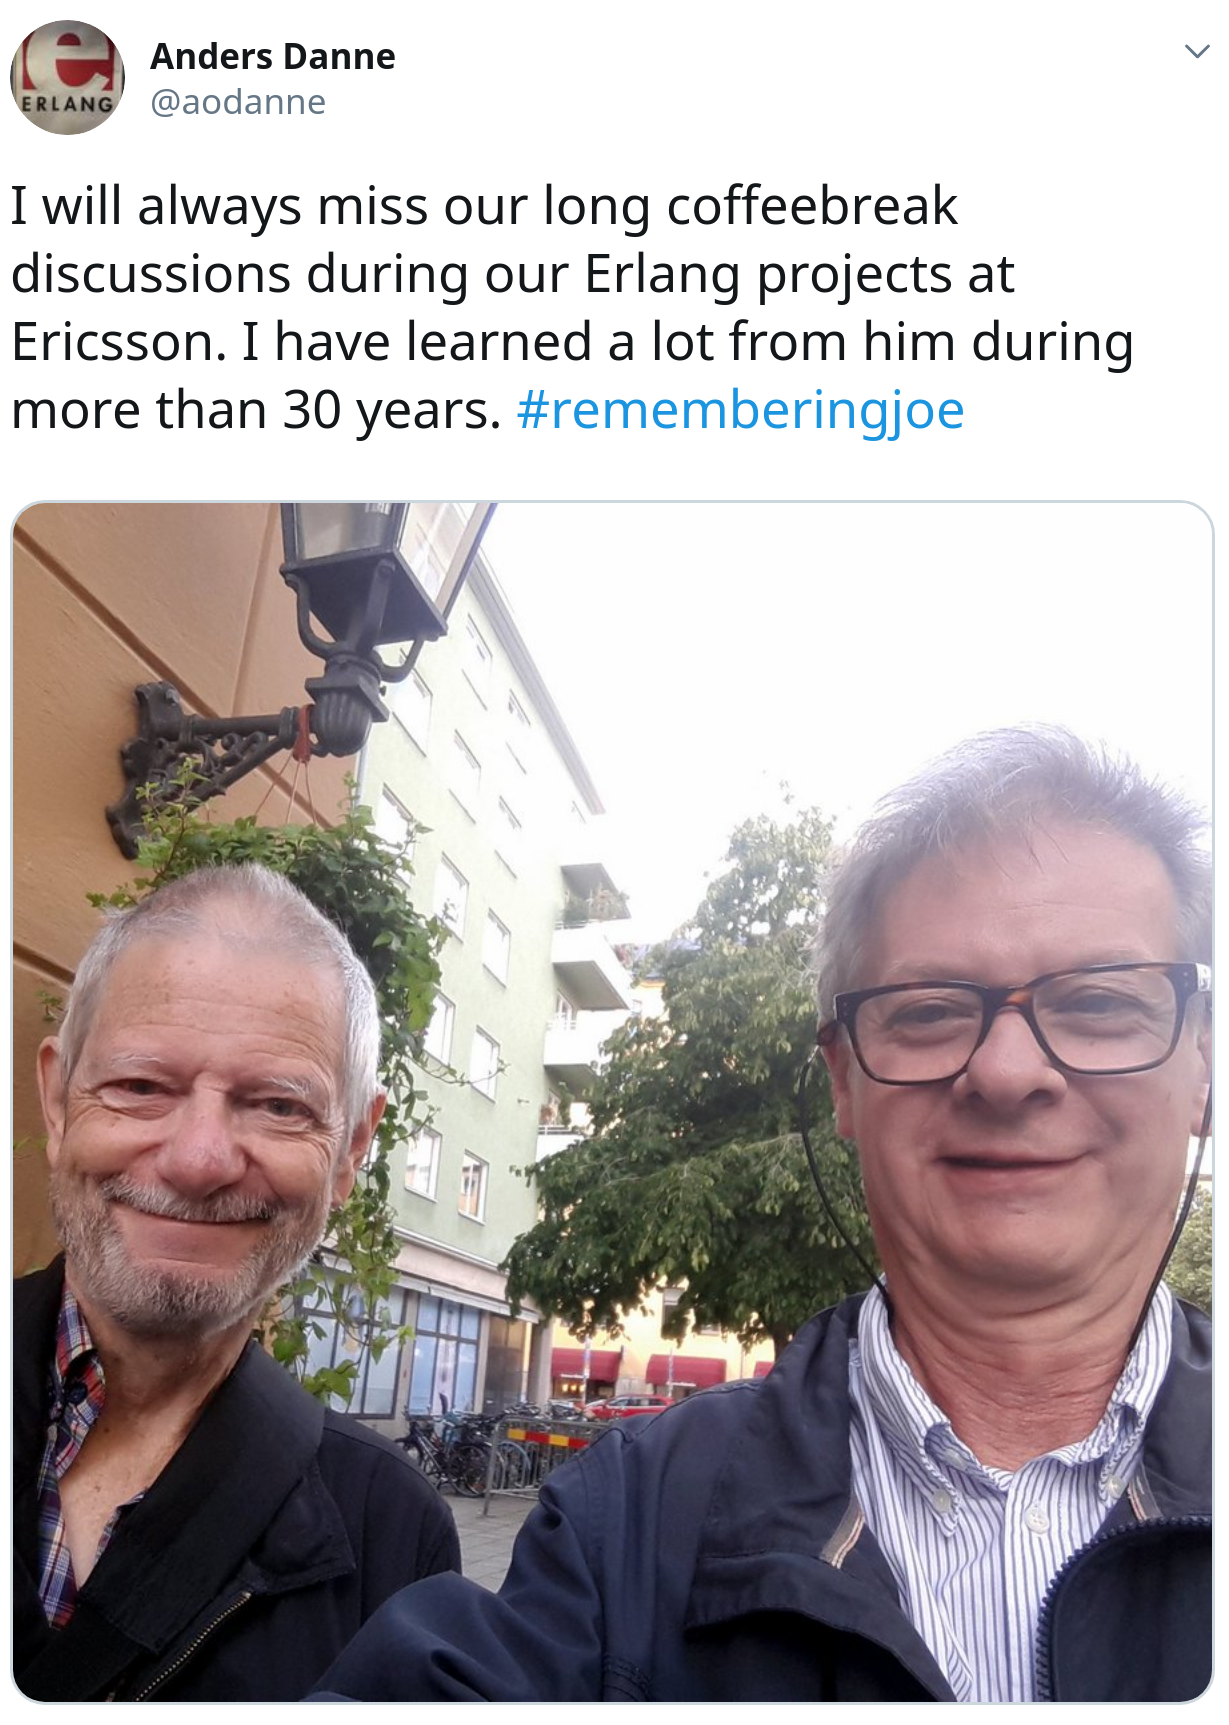 ERLANG
Anders Danne
@aodanne
I will always miss our long coffeebreak
discussions during our Erlang projects at
Ericsson. I have learned a lot from him during
more than 30 years. #rememberingjoe